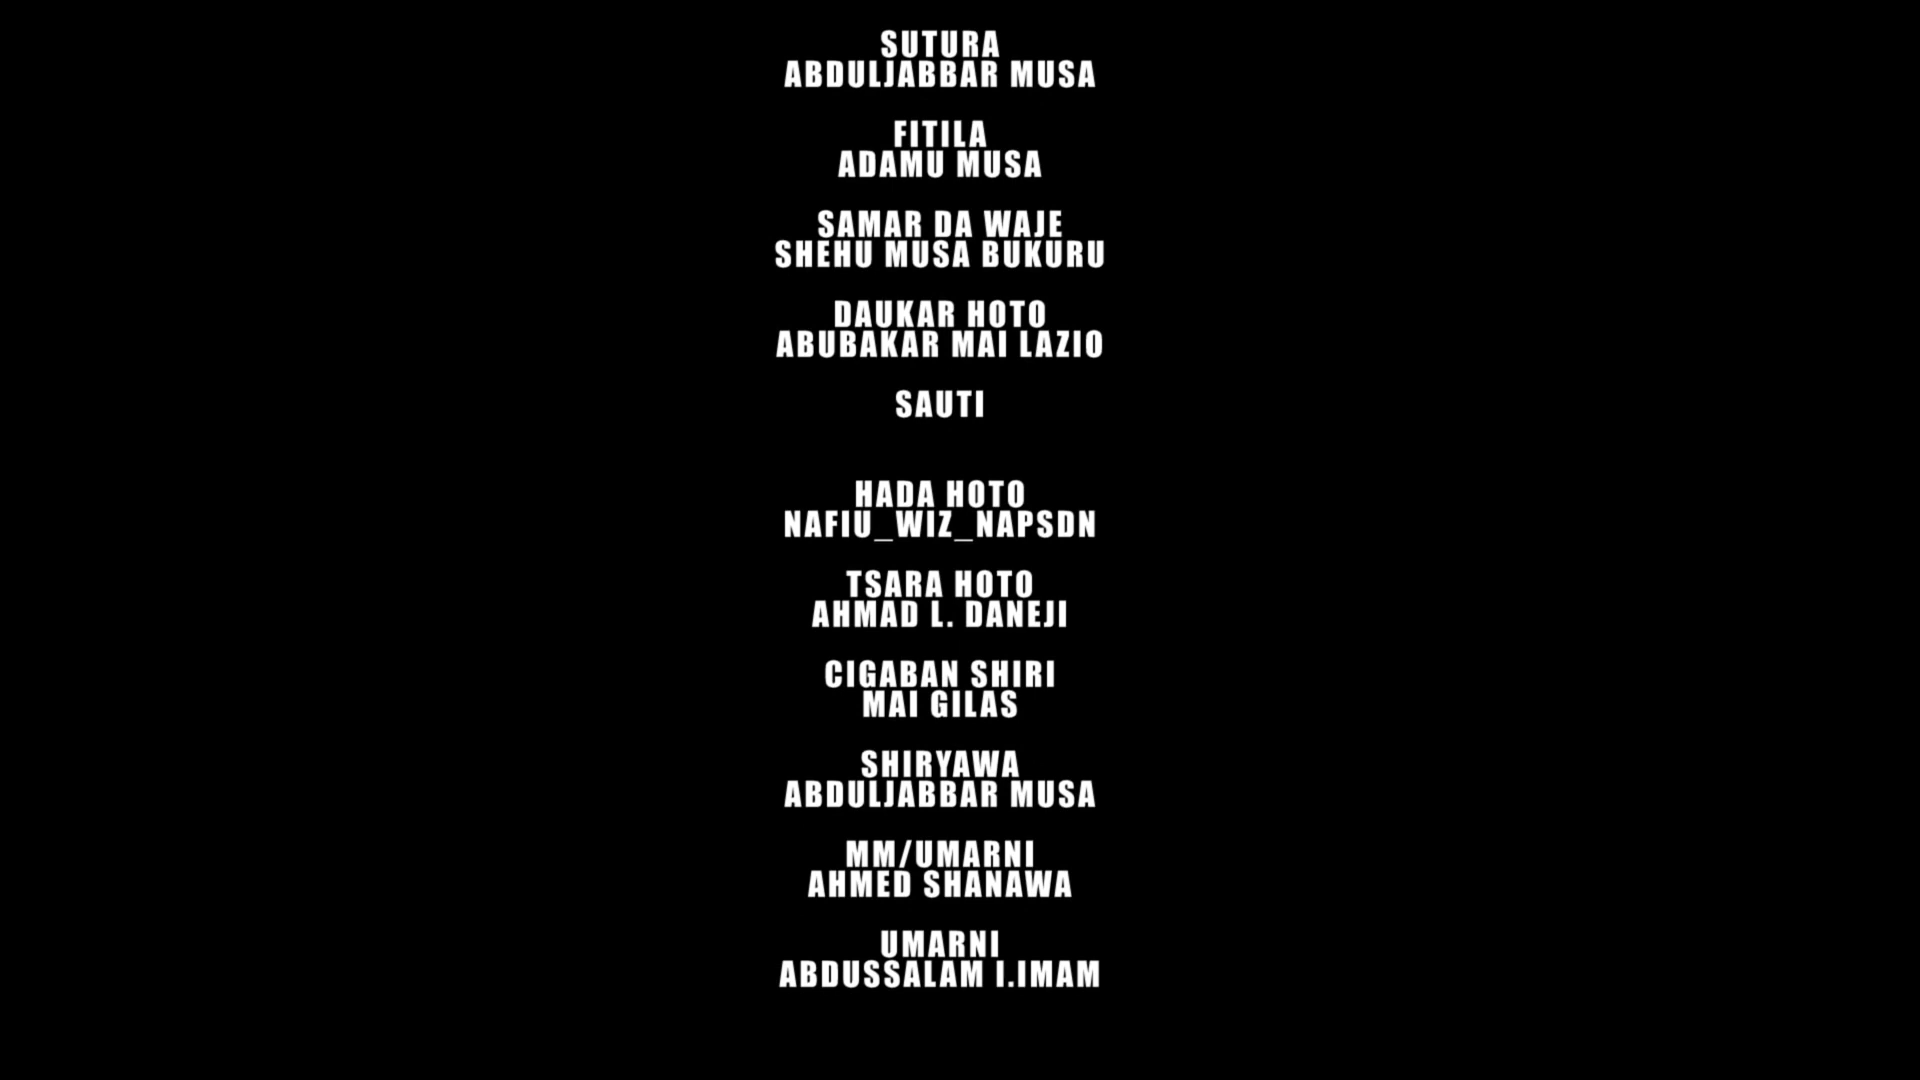 SUTURA
ABDULJABBAR MUSA
FITILA
ADAMU MUSA
SAMAR DA WAJE
SHEHU MUSA BUKURU
DAUKAR HOTO
ABUBAKAR MAI LAZIO
SAUTI
HADA HOTO
NAFIU_WIZ_NAPSDN
TSARA HOTO
AHMAD L. DANEJI
CIGABAN SHIRI
MAI GILAS
SHIRYAWA
ABDULJABBAR MUSA
MM/UMARNI
AHMED SHANAWA
UMARNI
ABDUSSALAM I.IMAM